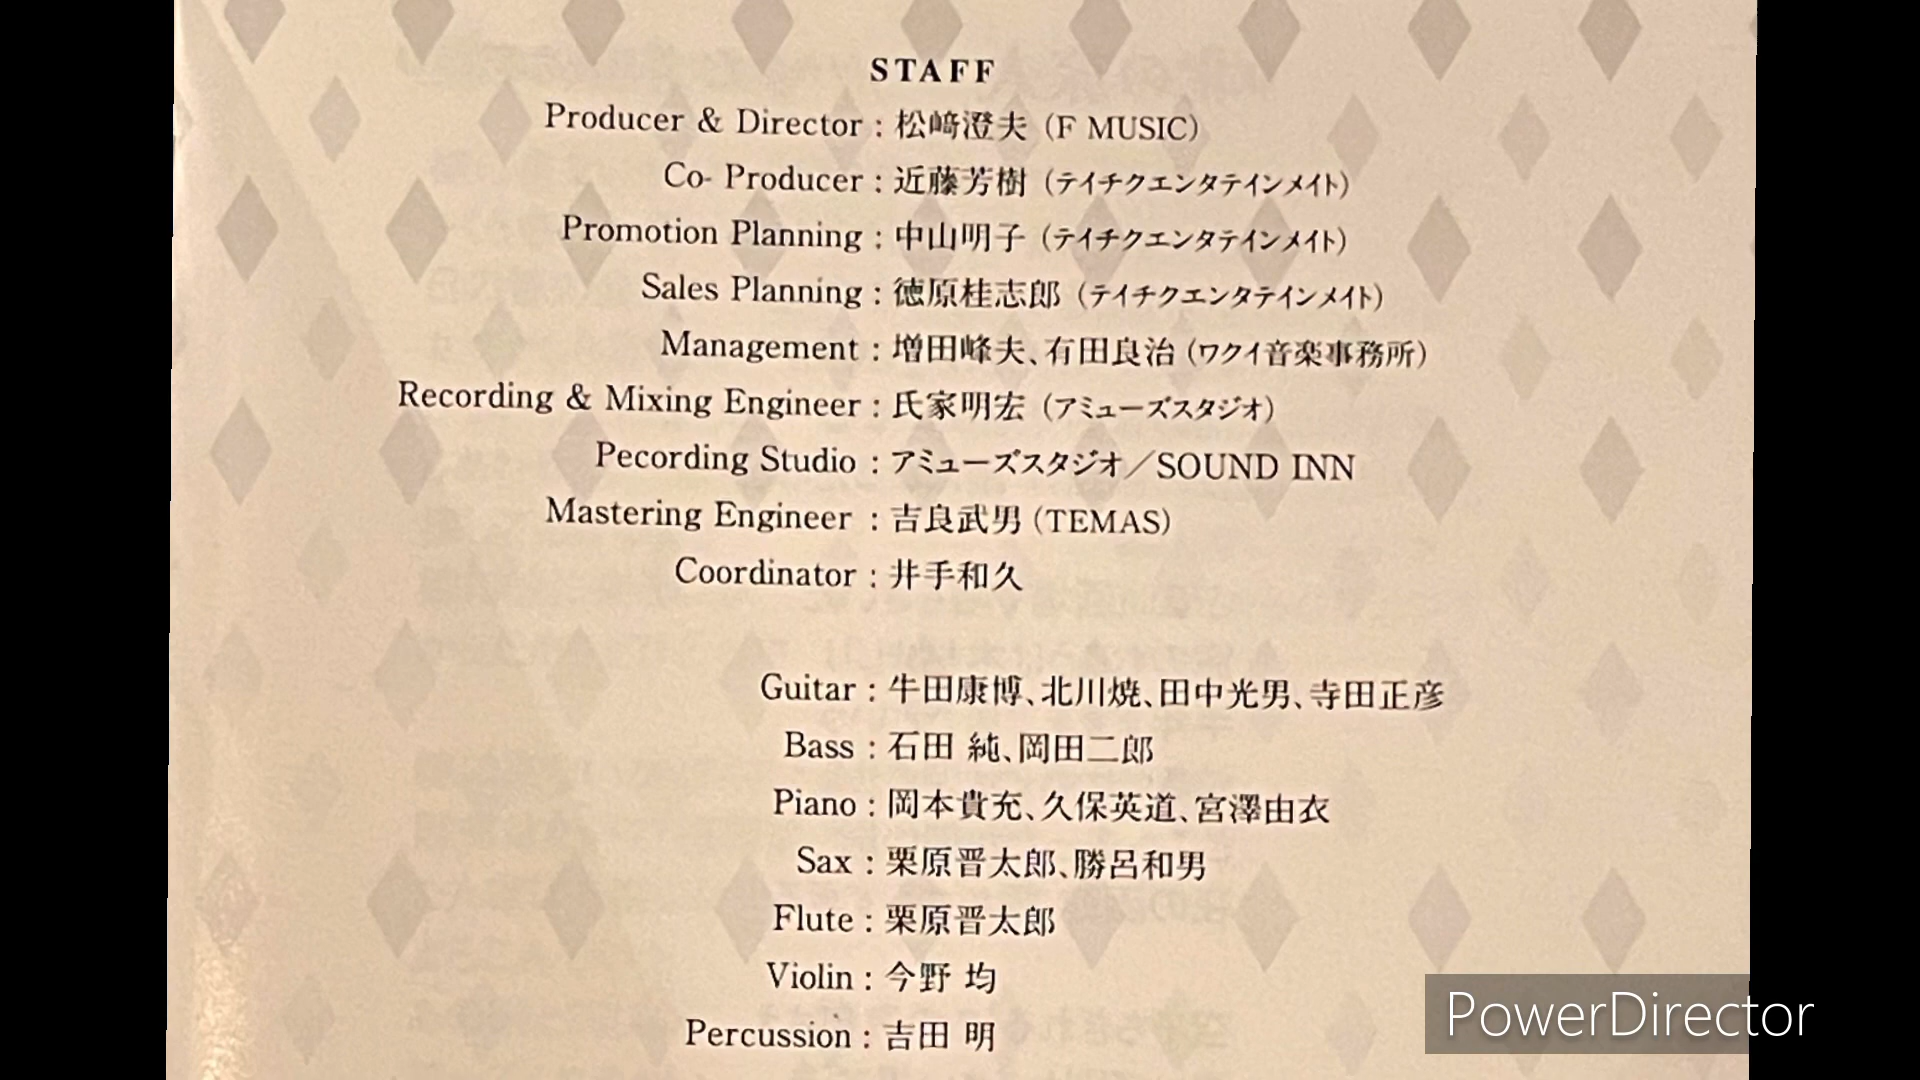 STAFF
Producer & Director : 松﨑澄夫 (F MUSIC)
Co- Producer : 近藤芳樹 (テイチクエンタテインメイト)
Promotion Planning : 中山明子 (テイチクエンタテインメイト)
Sales Planning : 徳原桂志郎 (テイチクエンタテインメイト)
Management : 増田峰夫、有田良治 (ワクイ音楽事務所)
Recording & Mixing Engineer : 氏家明宏 (アミューズスタジオ)
Pecording Studio : アミューズスタジオ／SOUND INN
Mastering Engineer : 吉良武男 (TEMAS)
Coordinator : 井手和久
Guitar : 牛田康博、北川焼、田中光男、寺田正彦
Bass : 石田 純、岡田二郎
Piano : 岡本貴充、久保英道、宮澤由衣
Sax : 栗原晋太郎、勝呂和男
Flute : 栗原晋太郎
Violin : 今野 均
Percussion : 吉田 明
PowerDirector